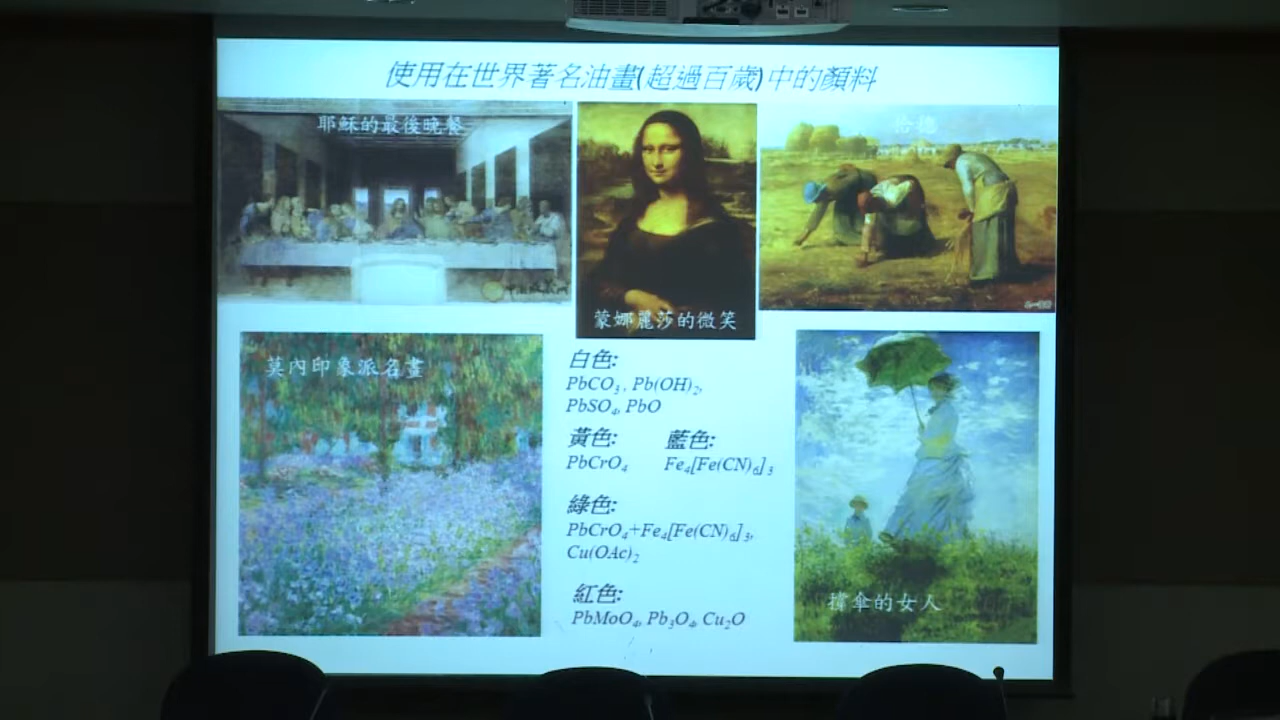 使用在世界著名油畫(超過百歲)中的顏料
耶穌的最後晚餐
拾穗
蒙娜麗莎的微笑
莫內印象派名畫
白色:
PbCO₃, Pb(OH)₂,
PbSO₄, PbO
黃色: 藍色:
PbCrO₄ Fe₄[Fe(CN)₆]₃
綠色:
PbCrO₄+Fe₄[Fe(CN)₆]₃,
Cu(OAc)₂
紅色:
PbMoO₄, Pb₃O₄, Cu₂O
撐傘的女人